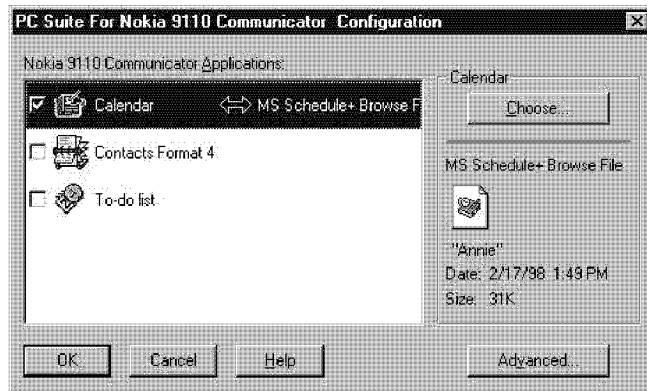 PC Suite For Nokia 9110 Communicator Configuration
Nokia 9110 Communicator Applications:
Calendar
Calendar MS Schedule+ Browse F
Choose...
Contacts Format 4
MS Schedule+ Browse File
To-do list
"Annie"
Date: 2/17/98 1:49 PM
Size: 31K
OK Cancel Help Advanced...